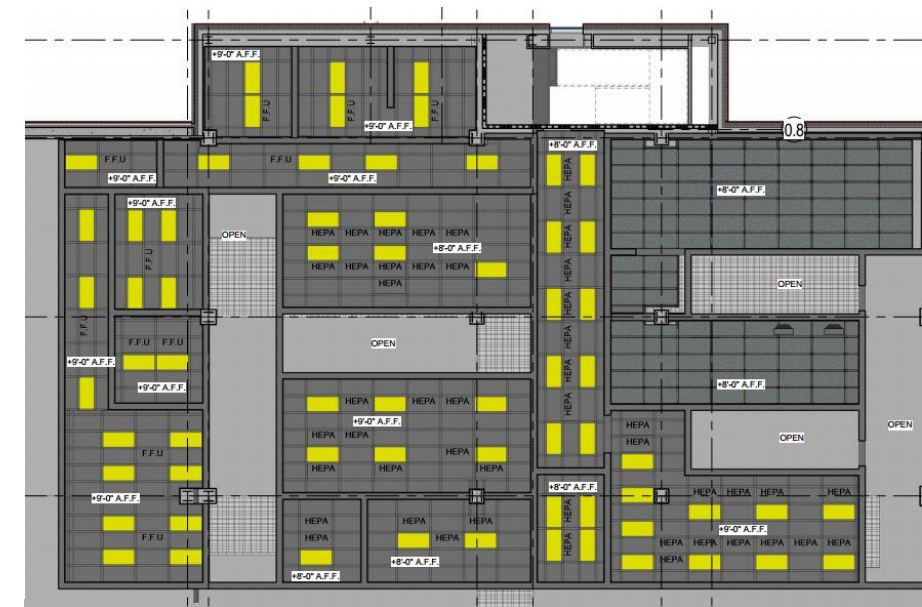 +9'-0" A.F.F.
F.F.U
F.F.U
F.F.U
+9'-0" A.F.F.
0.8
F.F.U
+9'-0" A.F.F.
F.F.U
+9'-0" A.F.F.
+8'-0" A.F.F.
HEPA
HEPA
HEPA
HEPA
HEPA
HEPA
HEPA
HEPA
+8'-0" A.F.F.
+9'-0" A.F.F.
F.F.U
OPEN
HEPA HEPA HEPA HEPA HEPA
+8'-0" A.F.F.
HEPA HEPA HEPA HEPA HEPA
HEPA
OPEN
F.F.U
F.F.U F.F.U
+9'-0" A.F.F.
+9'-0" A.F.F.
OPEN
+8'-0" A.F.F.
HEPA HEPA HEPA
+9'-0" A.F.F.
HEPA HEPA
HEPA
HEPA HEPA HEPA
F.F.U
+9'-0" A.F.F.
F.F.U
OPEN
OPEN
HEPA
HEPA
+8'-0" A.F.F.
HEPA
HEPA
HEPA HEPA HEPA HEPA
+9'-0" A.F.F.
HEPA HEPA HEPA HEPA HEPA
HEPA
HEPA
+8'-0" A.F.F.
HEPA HEPA
HEPA
+8'-0" A.F.F.